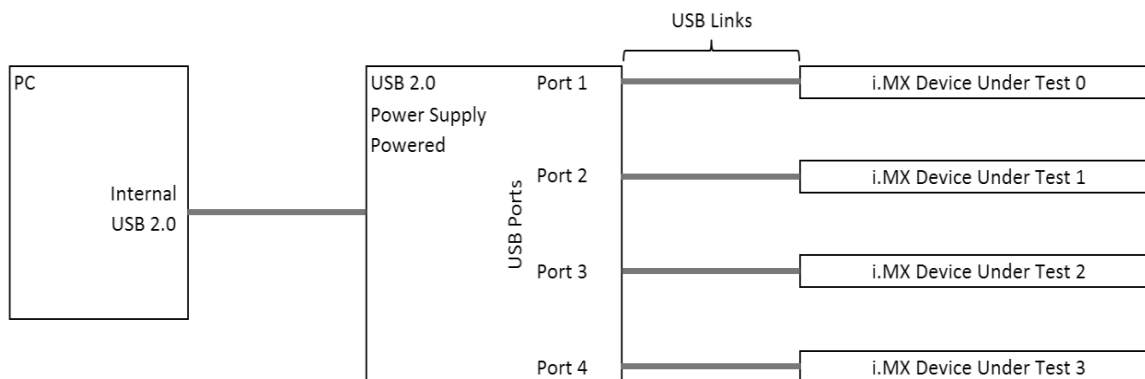 USB Links
PC
Internal
USB 2.0
USB 2.0
Power Supply
Powered
USB Ports
Port 1
Port 2
Port 3
Port 4
i.MX Device Under Test 0
i.MX Device Under Test 1
i.MX Device Under Test 2
i.MX Device Under Test 3